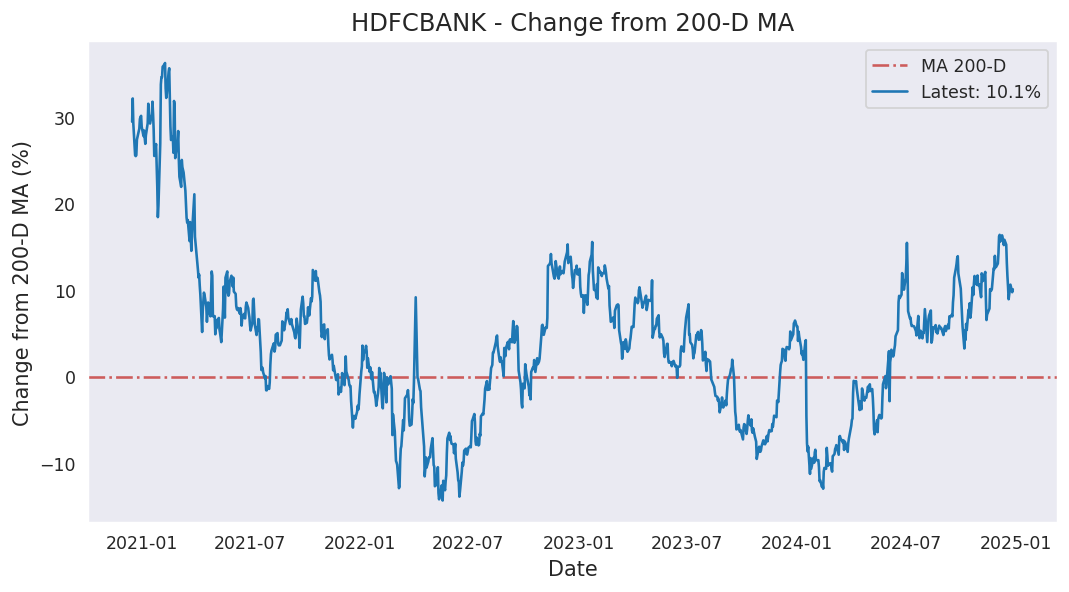 HDFCBANK - Change from 200-D MA
MA 200-D
Latest: 10.1%
Change from 200-D MA (%)
30
20
10
0
−10
2021-01
2021-07
2022-01
2022-07
2023-01
2023-07
2024-01
2024-07
2025-01
Date